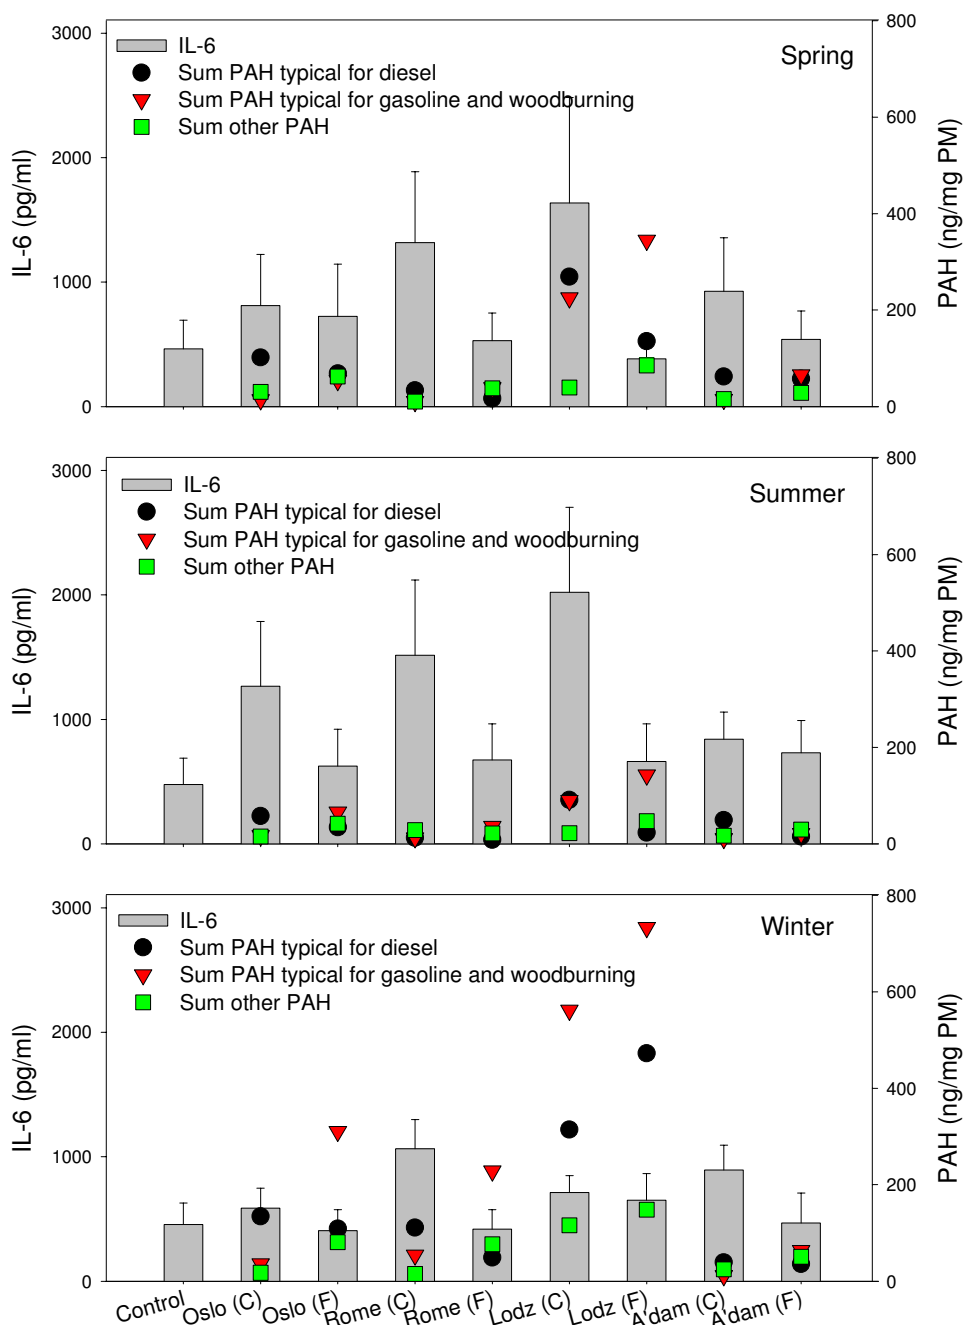 Spring
IL-6
Sum PAH typical for diesel
Sum PAH typical for gasoline and woodburning
Sum other PAH
3000
2000
1000
0
800
600
400
200
0
IL-6 (pg/ml)
PAH (ng/mg PM)
Summer
IL-6
Sum PAH typical for diesel
Sum PAH typical for gasoline and woodburning
Sum other PAH
3000
2000
1000
0
800
600
400
200
0
IL-6 (pg/ml)
PAH (ng/mg PM)
Winter
IL-6
Sum PAH typical for diesel
Sum PAH typical for gasoline and woodburning
Sum other PAH
3000
2000
1000
0
800
600
400
200
0
IL-6 (pg/ml)
PAH (ng/mg PM)
Control
Oslo (C)
Oslo (F)
Rome (C)
Rome (F)
Lodz (C)
Lodz (F)
A'dam (C)
A'dam (F)